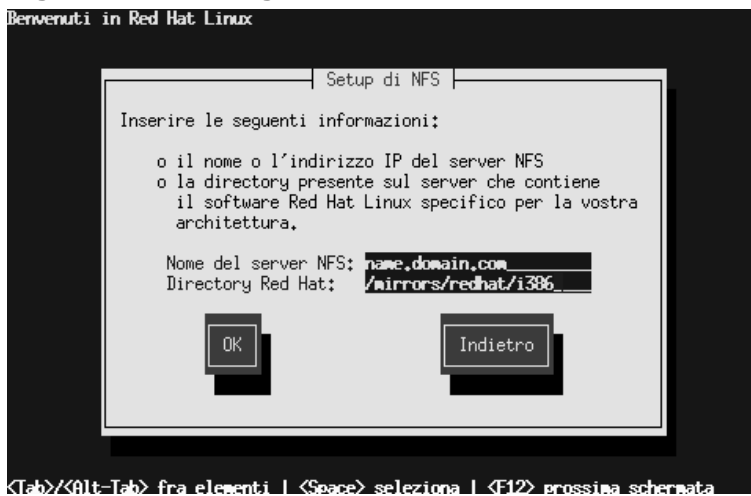 Benvenuti in Red Hat Linux
Setup di NFS
Inserire le seguenti informazioni:
o il nome o l'indirizzo IP del server NFS
o la directory presente sul server che contiene
il software Red Hat Linux specifico per la vostra
architettura.
Nome del server NFS: name.domain.com
Directory Red Hat: /mirrors/redhat/i386
OK Indietro
<Tab>/<Alt-Tab> fra elementi | <Space> seleziona | <F12> prossima schermata